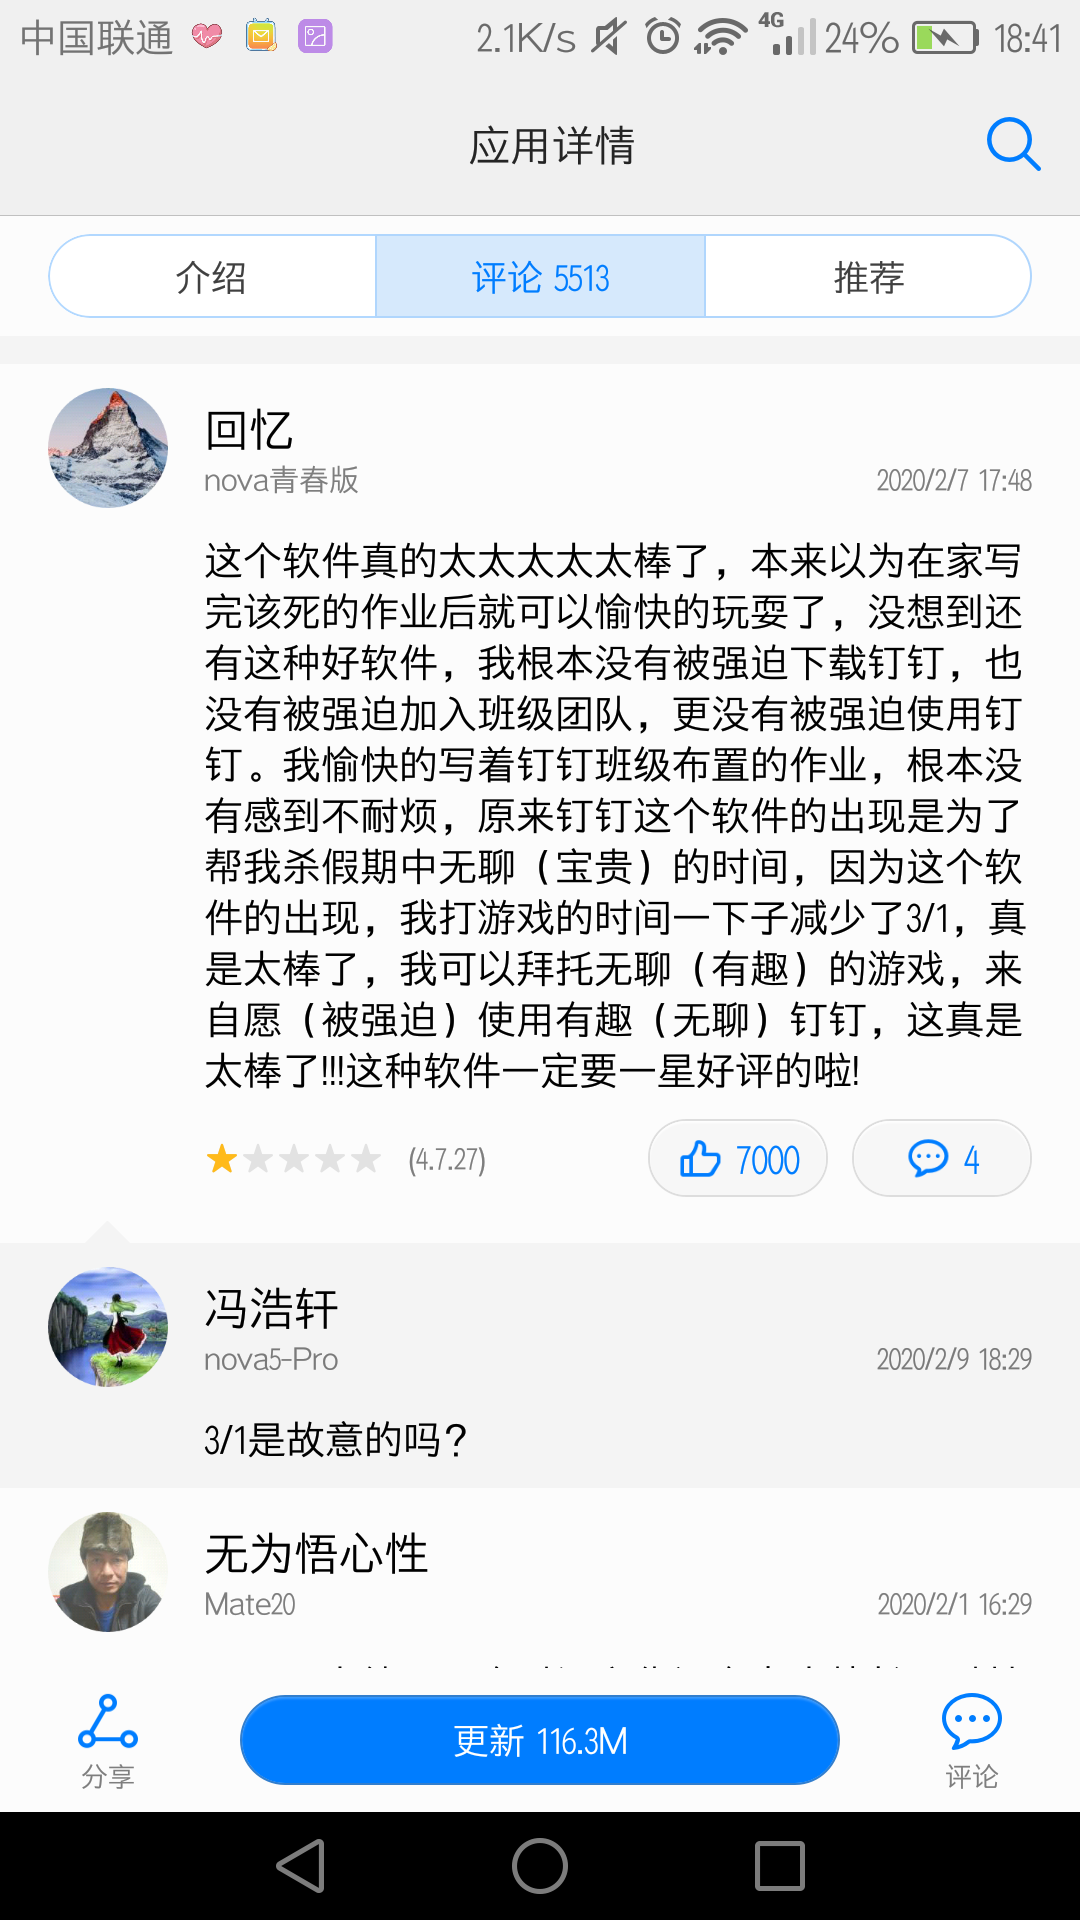 中国联通 2.1K/s 4G 24% 18:41
应用详情
介绍 评论 5513 推荐
回忆
nova青春版 2020/2/7 17:48
这个软件真的太太太太太棒了，本来以为在家写
完该死的作业后就可以愉快的玩耍了，没想到还
有这种好软件，我根本没有被强迫下载钉钉，也
没有被强迫加入班级团队，更没有被强迫使用钉
钉。我愉快的写着钉钉班级布置的作业，根本没
有感到不耐烦，原来钉钉这个软件的出现是为了
帮我杀假期中无聊（宝贵）的时间，因为这个软
件的出现，我打游戏的时间一下子减少了3/1，真
是太棒了，我可以拜托无聊（有趣）的游戏，来
自愿（被强迫）使用有趣（无聊）钉钉，这真是
太棒了!!!这种软件一定要一星好评的啦!
(4.7.27) 7000 4
冯浩轩
nova5-Pro 2020/2/9 18:29
3/1是故意的吗？
无为悟心性
Mate20 2020/2/1 16:29
分享 更新 116.3M 评论